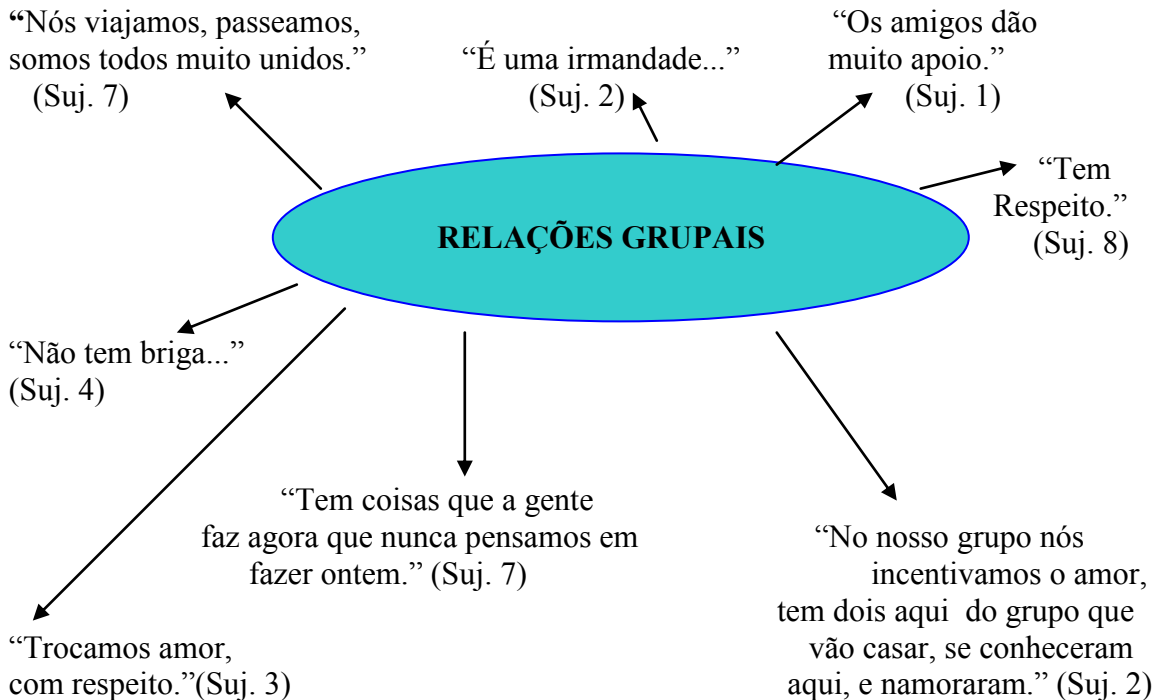 “Nós viajamos, passeamos,
somos todos muito unidos.”
(Suj. 7)
“É uma irmandade...”
(Suj. 2)
“Os amigos dão
muito apoio.”
(Suj. 1)
“Tem
Respeito.”
(Suj. 8)
RELAÇÕES GRUPAIS
“Não tem briga...”
(Suj. 4)
“Tem coisas que a gente
faz agora que nunca pensamos em
fazer ontem.” (Suj. 7)
“No nosso grupo nós
incentivamos o amor,
tem dois aqui do grupo que
vão casar, se conheceram
aqui, e namoraram.” (Suj. 2)
“Trocamos amor,
com respeito.”(Suj. 3)